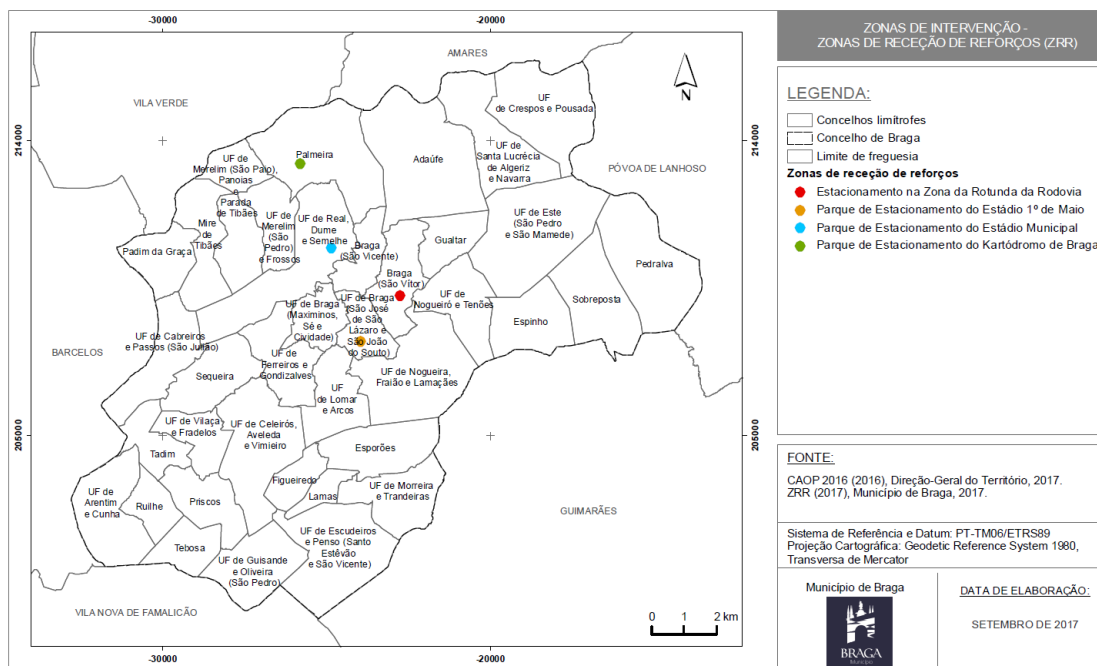 -30000
-20000
ZONAS DE INTERVENÇÃO -
ZONAS DE RECEÇÃO DE REFORÇOS (ZRR)
AMARES
VILA VERDE
N
UF
de Crespos e Pousada
LEGENDA:
Concelhos limítrofes
Concelho de Braga
Limite de freguesia
Zonas de receção de reforços
Estacionamento na Zona da Rotunda da Rodovia
Parque de Estacionamento do Estádio 1º de Maio
Parque de Estacionamento do Estádio Municipal
Parque de Estacionamento do Kartódromo de Braga
214000
214000
UF de
Merelim (São Paio),
Panoias
e
Parada
de Tibães
Palmeira
Adaúfe
UF de
Santa Lucrécia
de Algeriz
e Navarra
PÓVOA DE LANHOSO
Mire
de
Tibães
UF de
Merelim
(São
Pedro)
e Frossos
UF de Real,
Dume
e Semelhe
Braga
(São Vicente)
Gualtar
UF de Este
(São Pedro
e São Mamede)
Padim da Graça
Pedralva
Braga
(São Vítor)
UF de
Nogueiró e Tenões
Sobreposta
Espinho
UF de Braga
(Maximinos,
Sé e
Cividade)
UF de Braga
(São José
de São
Lázaro e
São João
do Souto)
BARCELOS
UF de Cabreiros
e Passos (São Julião)
Sequeira
UF de
Ferreiros e
Gondizalves
UF de Nogueira,
Fraião e Lamaçães
UF
de Lomar
e Arcos
UF de Vilaça
e Fradelos
UF de Celeirós,
Aveleda
e Vimieiro
205000
205000
Esporões
Tadim
Figueiredo
Lamas
UF de Morreira
e Trandeiras
UF de
Arentim
e Cunha
Ruilhe
Priscos
GUIMARÃES
UF de Escudeiros
e Penso (Santo
Estêvão
e São Vicente)
Tebosa
UF de Guisande
e Oliveira
(São Pedro)
VILA NOVA DE FAMALICÃO
0 1 2 km
-30000
-20000
FONTE:
CAOP 2016 (2016), Direção-Geral do Território, 2017.
ZRR (2017), Município de Braga, 2017.
Sistema de Referência e Datum: PT-TM06/ETRS89
Projeção Cartográfica: Geodetic Reference System 1980,
Transversa de Mercator
Município de Braga
BRAGA
Município
DATA DE ELABORAÇÃO:
SETEMBRO DE 2017